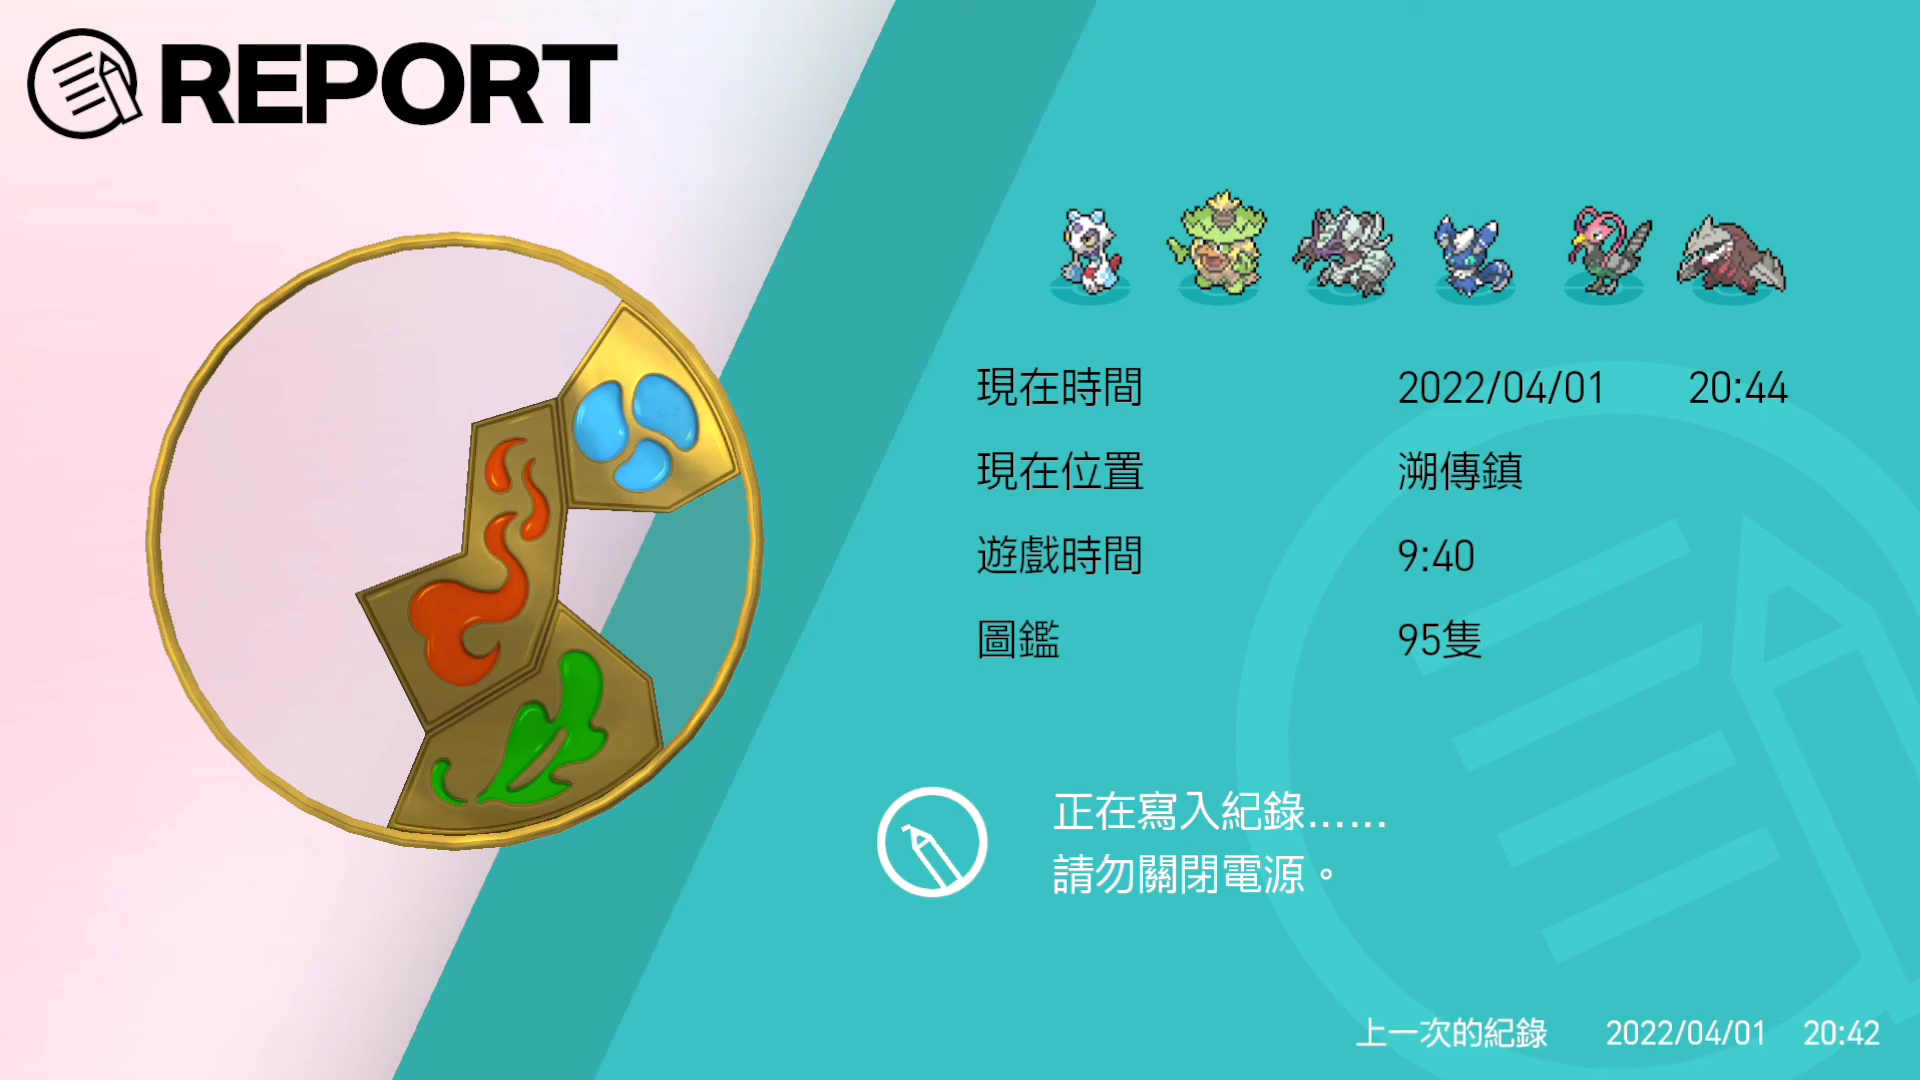 REPORT
現在時間 2022/04/01 20:44
現在位置 溯傳鎮
遊戲時間 9:40
圖鑑 95隻
正在寫入紀錄……
請勿關閉電源。
上一次的紀錄 2022/04/01 20:42